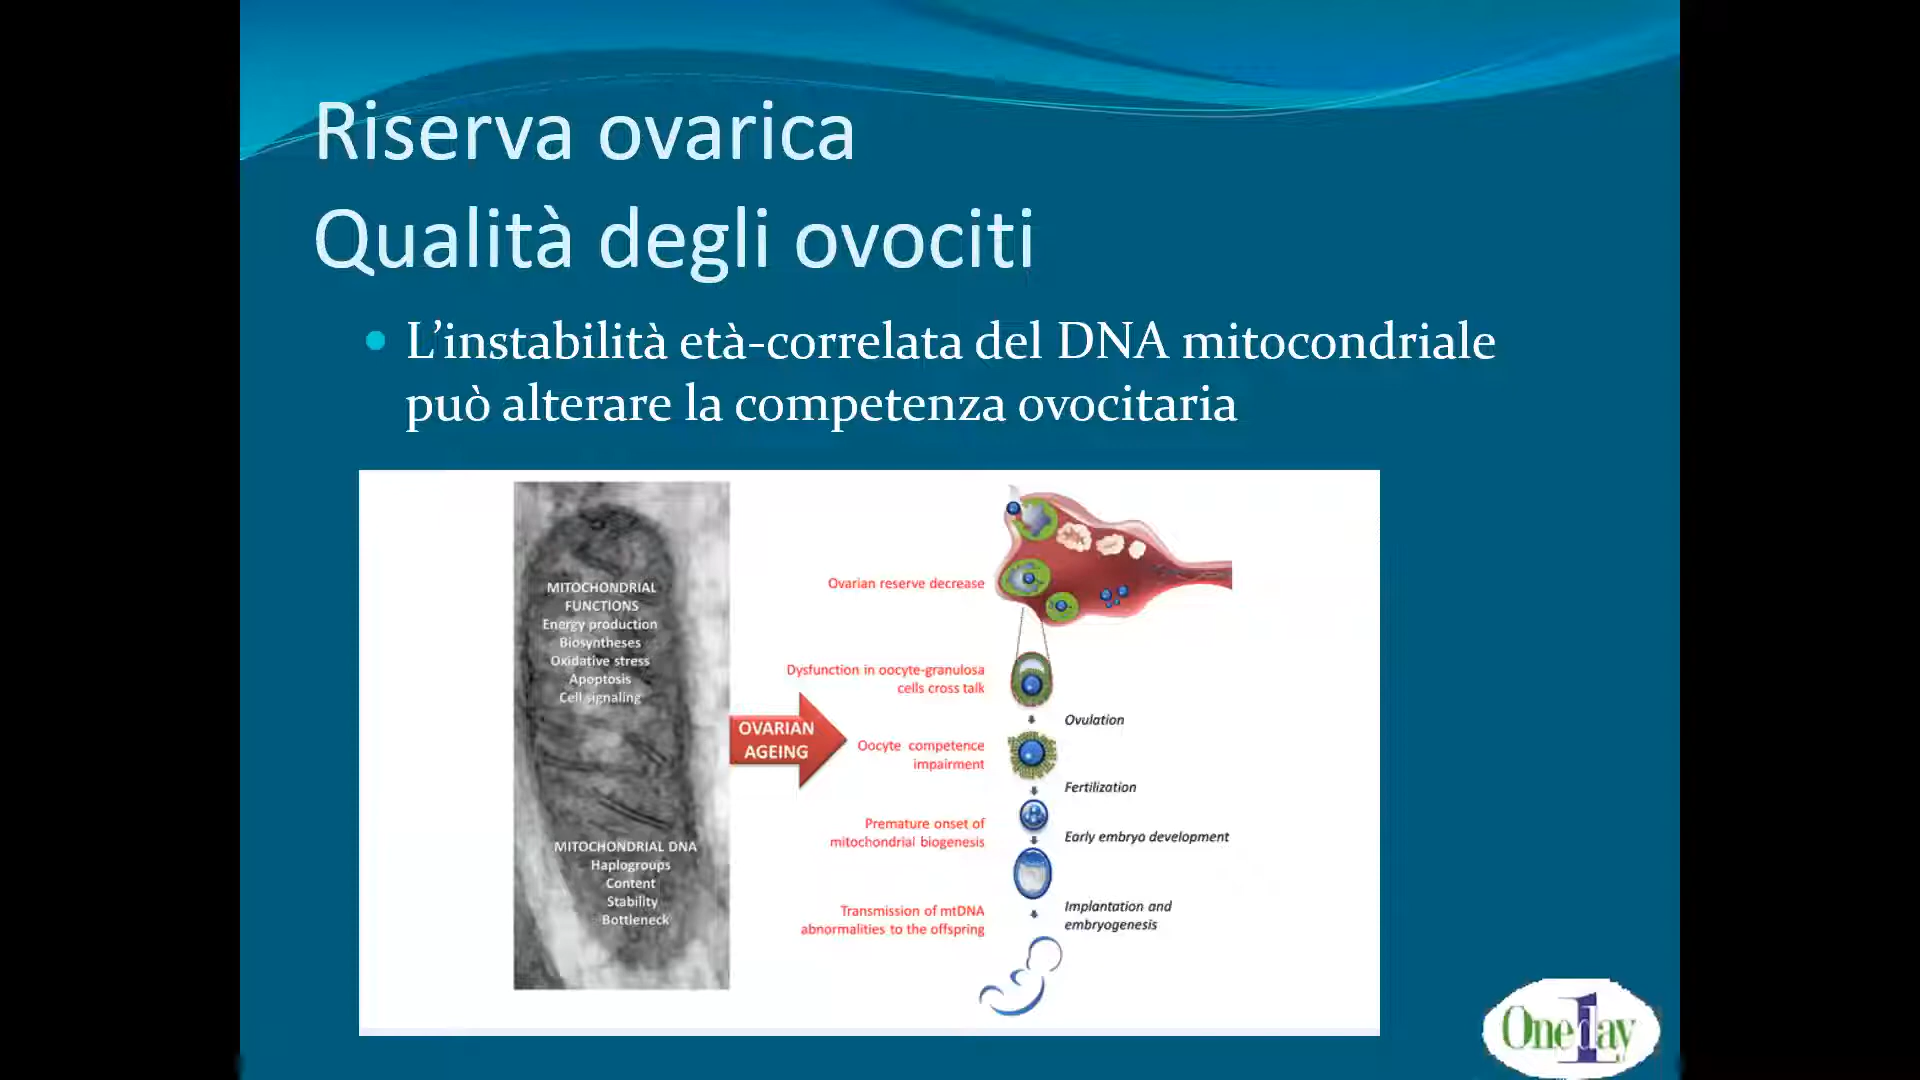 Riserva ovarica
Qualità degli ovociti
L’instabilità età-correlata del DNA mitocondriale
può alterare la competenza ovocitaria
MITOCHONDRIAL
FUNCTIONS
Energy production
Biosyntheses
Oxidative stress
Apoptosis
Cell signaling
MITOCHONDRIAL DNA
Haplogroups
Content
Stability
Bottleneck
OVARIAN
AGEING
Ovarian reserve decrease
Dysfunction in oocyte-granulosa
cells cross talk
Ovulation
Oocyte competence
impairment
Fertilization
Premature onset of
mitochondrial biogenesis
Early embryo development
Transmission of mtDNA
abnormalities to the offspring
Implantation and
embryogenesis
One day
1